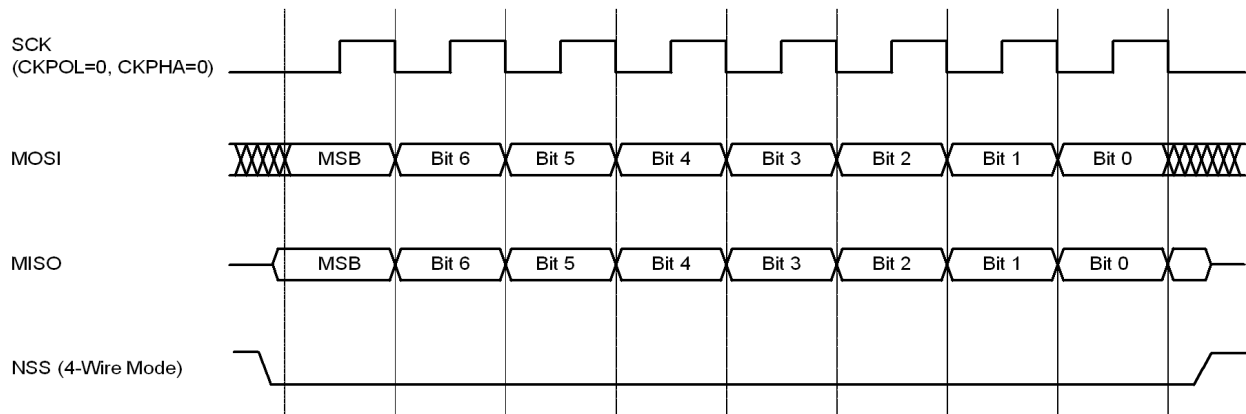 SCK
(CKPOL=0, CKPHA=0)
MOSI
MSB Bit 6 Bit 5 Bit 4 Bit 3 Bit 2 Bit 1 Bit 0
MISO
MSB Bit 6 Bit 5 Bit 4 Bit 3 Bit 2 Bit 1 Bit 0
NSS (4-Wire Mode)